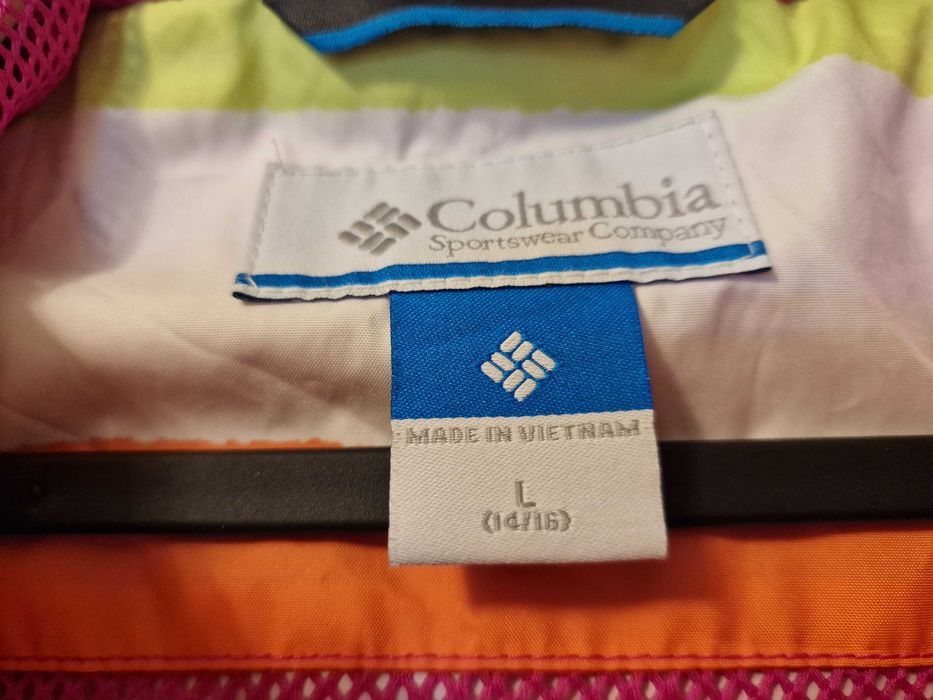 Columbia
Sportswear Company
MADE IN VIETNAM
L
(14/16)